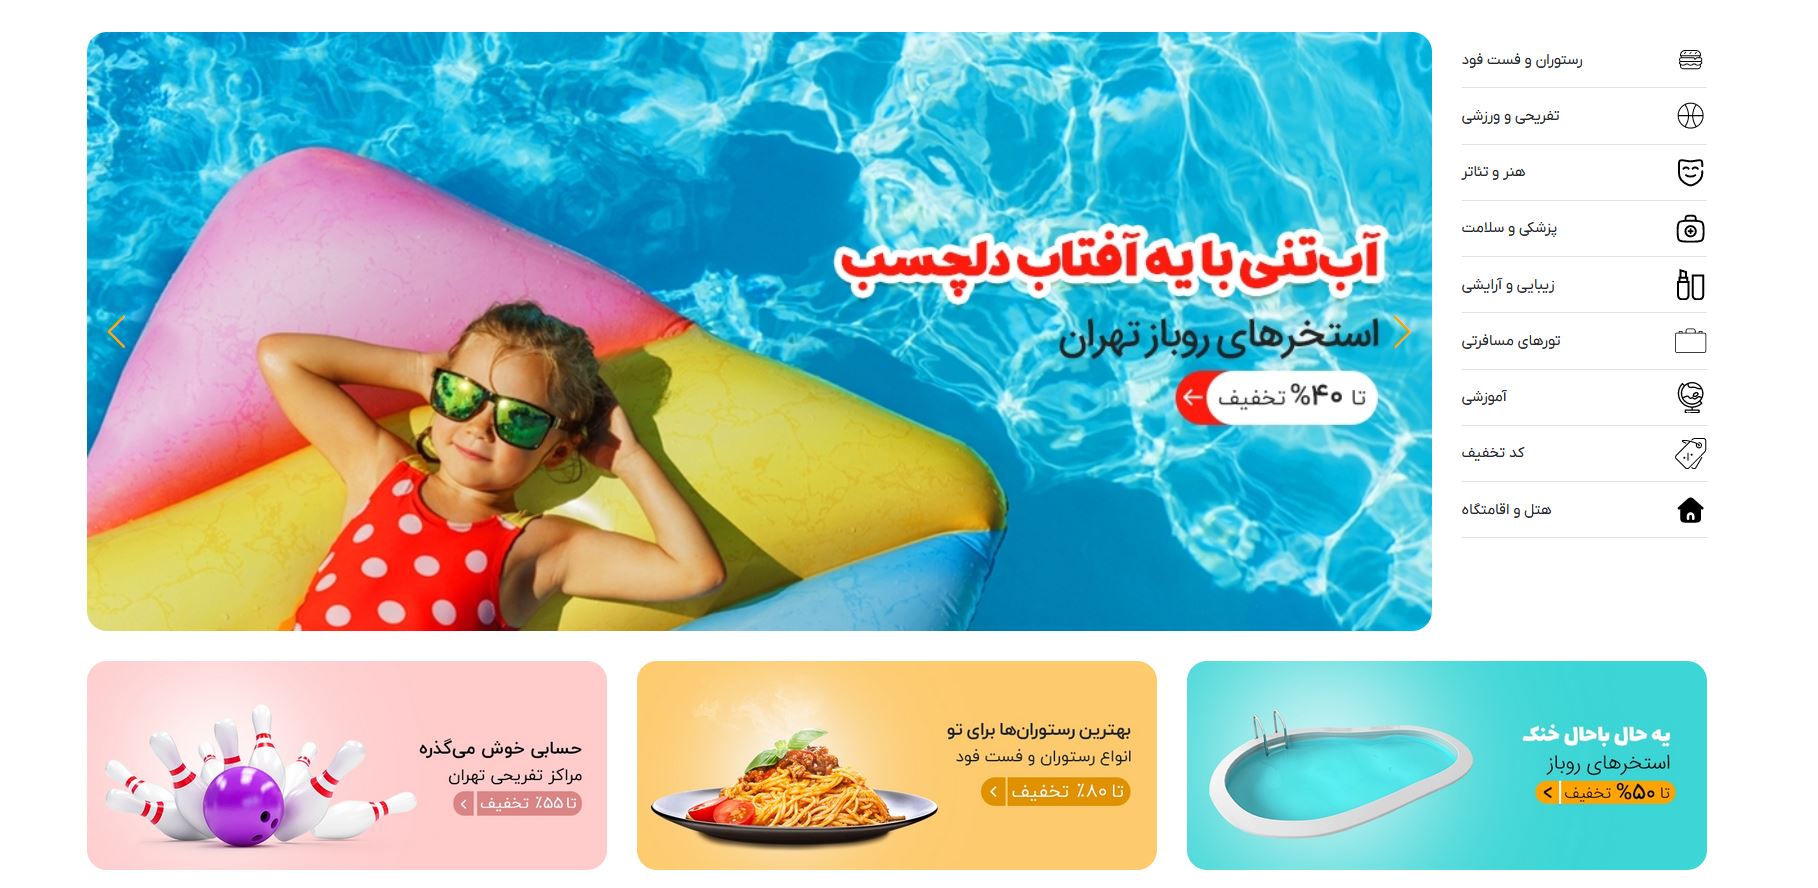 رستوران و فست فود
تفریحی و ورزشی
هنر و تئاتر
پزشکی و سلامت
زیبایی و آرایشی
تورهای مسافرتی
آموزشی
کد تخفیف
هتل و اقامتگاه
آب‌تنی با یه آفتاب دلچسب
استخرهای روباز تهران
تا ۴۰% تخفیف
یه حال باحال خنک
استخرهای روباز
تا ۵۰% تخفیف
بهترین رستوران‌ها برای تو
انواع رستوران و فست فود
تا ۸۰٪ تخفیف
حسابی خوش می‌گذره
مراکز تفریحی تهران
تا ۵۵٪ تخفیف